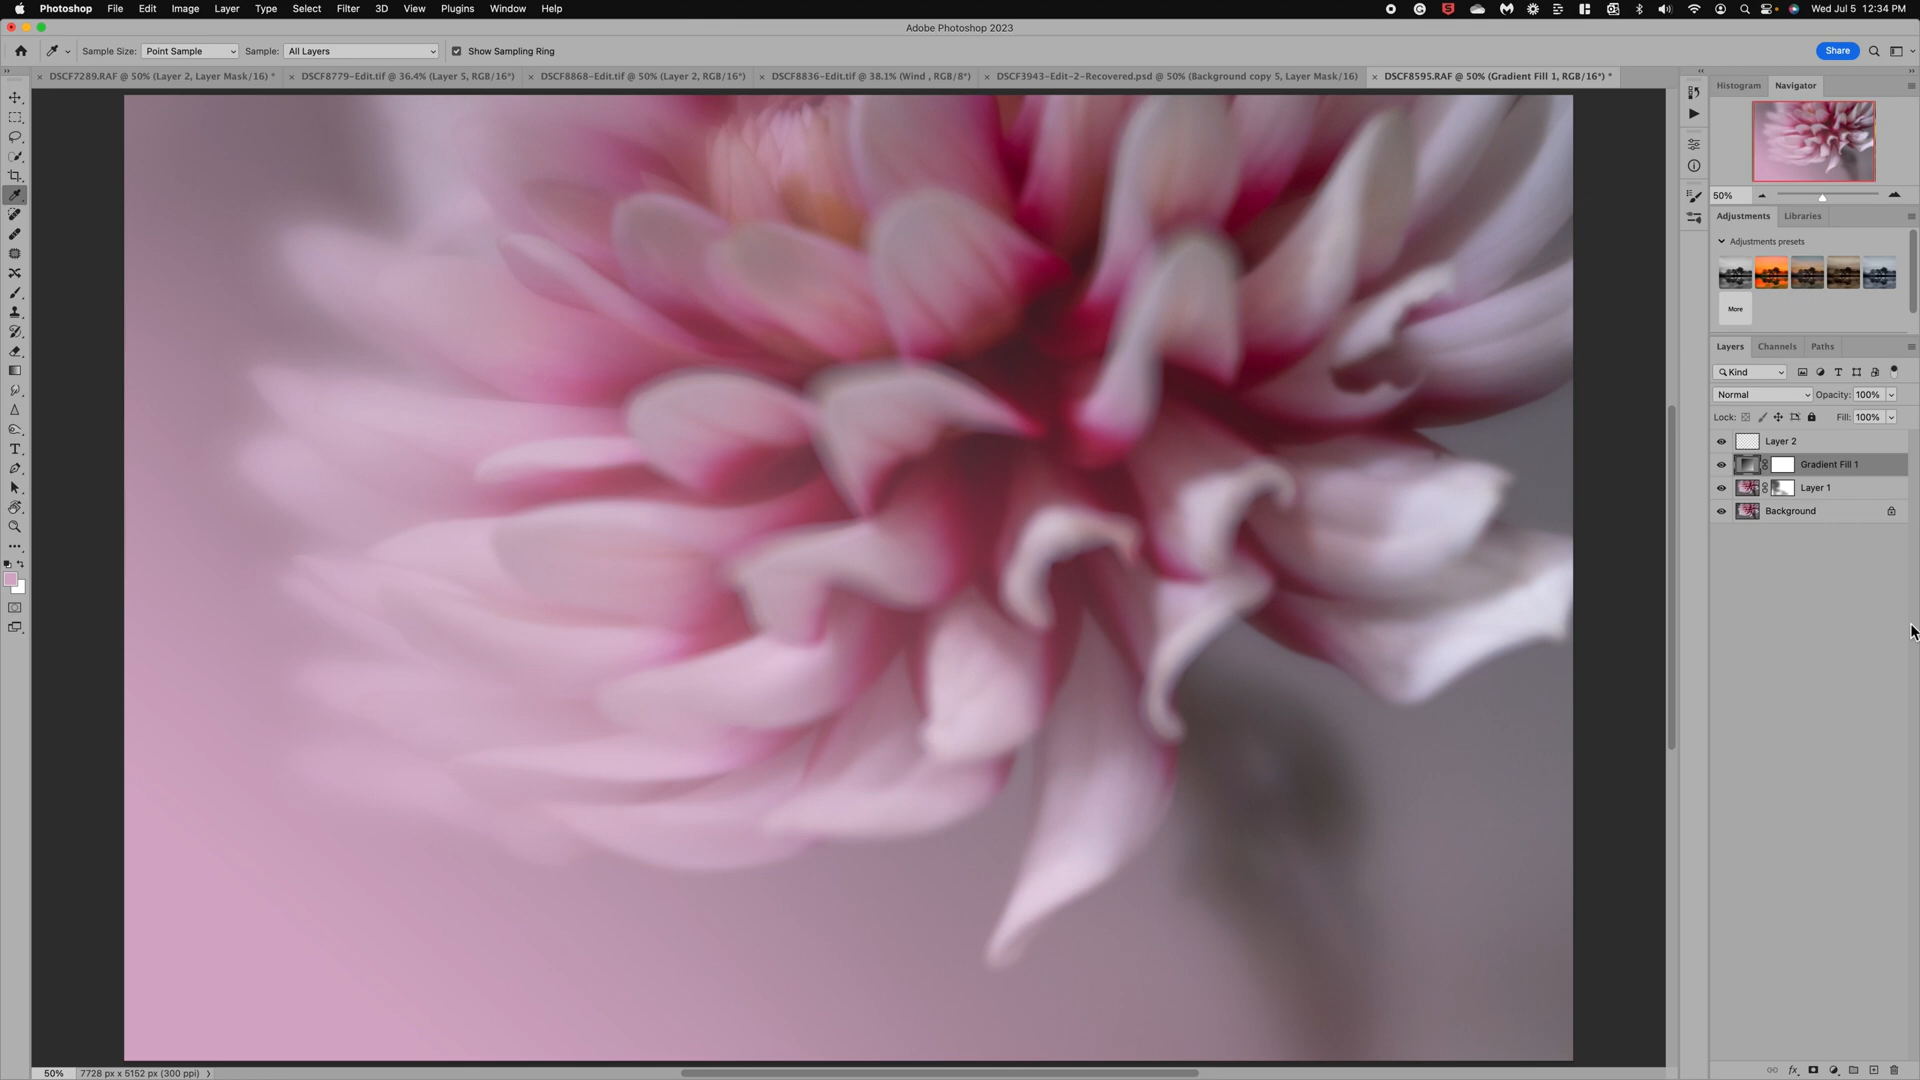 Photoshop File Edit Image Layer Type Select Filter 3D View Plugins Window Help Wed Jul 5 12:34 PM
Adobe Photoshop 2023
Sample Size: Point Sample Sample: All Layers Show Sampling Ring Share
× DSCF7289.RAF @ 50% (Layer 2, Layer Mask/16) * × DSCF8779-Edit.tif @ 36.4% (Layer 5, RGB/16*) × DSCF8868-Edit.tif @ 50% (Layer 2, RGB/16*) × DSCF8836-Edit.tif @ 38.1% (Wind , RGB/8*) × DSCF3943-Edit-2-Recovered.psd @ 50% (Background copy 5, Layer Mask/16) × DSCF8595.RAF @ 50% (Gradient Fill 1, RGB/16*) *
Histogram Navigator
50%
Adjustments Libraries
Adjustments presets
More
Layers Channels Paths
Kind
Normal Opacity: 100%
Lock: Fill: 100%
Layer 2
Gradient Fill 1
Layer 1
Background
50% 7728 px x 5152 px (300 ppi)